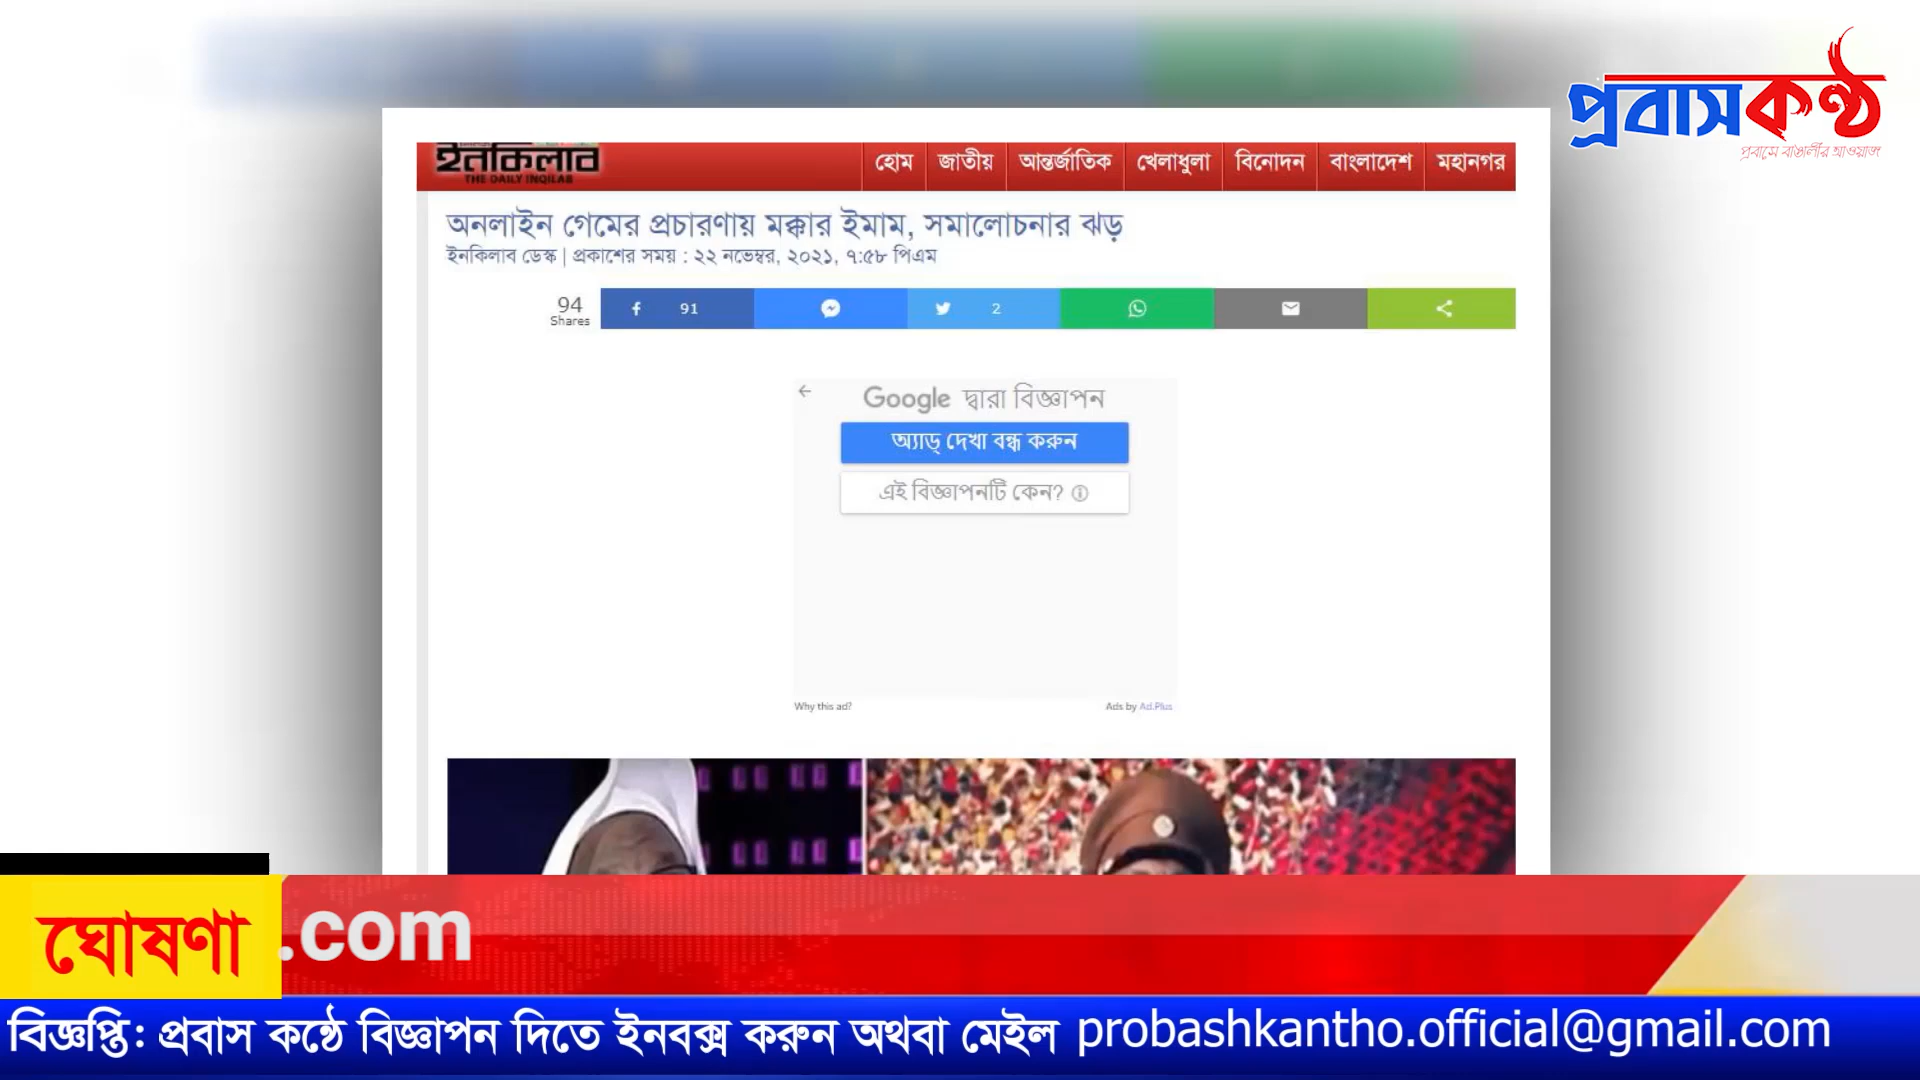 প্রবাসকণ্ঠ
প্রবাসে বাঙালীর আওয়াজ
ইনকিলাব
THE DAILY INQILAB
হোম জাতীয় আন্তর্জাতিক খেলাধুলা বিনোদন বাংলাদেশ মহানগর
অনলাইন গেমের প্রচারণায় মক্কার ইমাম, সমালোচনার ঝড়
ইনকিলাব ডেস্ক | প্রকাশের সময় : ২২ নভেম্বর, ২০২১, ৭:৫৮ পিএম
94
Shares
91
2
Google দ্বারা বিজ্ঞাপন
অ্যাড্ দেখা বন্ধ করুন
এই বিজ্ঞাপনটি কেন?
Why this ad? Ads by Ad.Plus
ঘোষণা .com
বিজ্ঞপ্তি: প্রবাস কন্ঠে বিজ্ঞাপন দিতে ইনবক্স করুন অথবা মেইল probashkantho.official@gmail.com